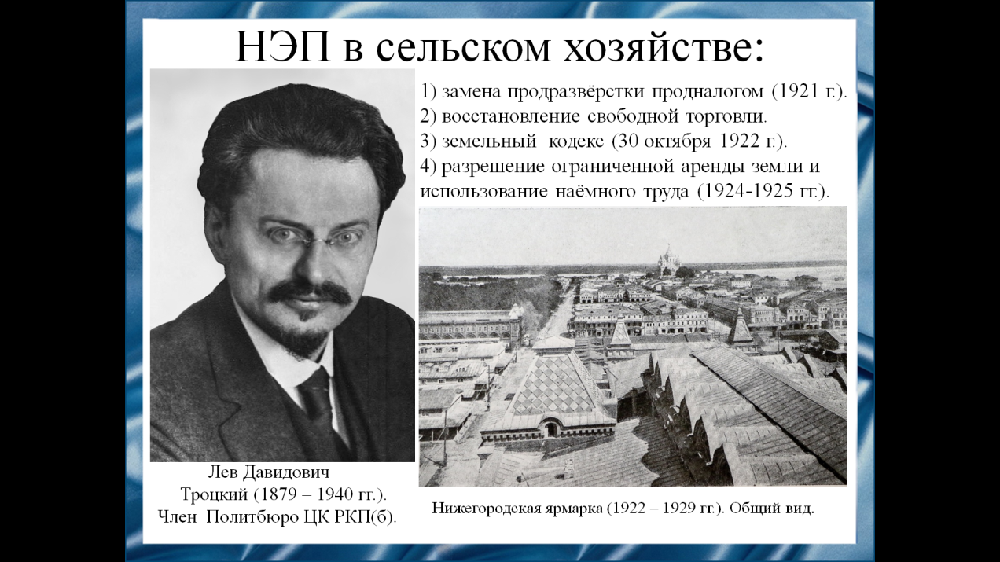 НЭП в сельском хозяйстве:
1) замена продразвёрстки продналогом (1921 г.).
2) восстановление свободной торговли.
3) земельный кодекс (30 октября 1922 г.).
4) разрешение ограниченной аренды земли и
использование наёмного труда (1924-1925 гг.).
Лев Давидович
Троцкий (1879 – 1940 гг.).
Член Политбюро ЦК РКП(б).
Нижегородская ярмарка (1922 – 1929 гг.). Общий вид.